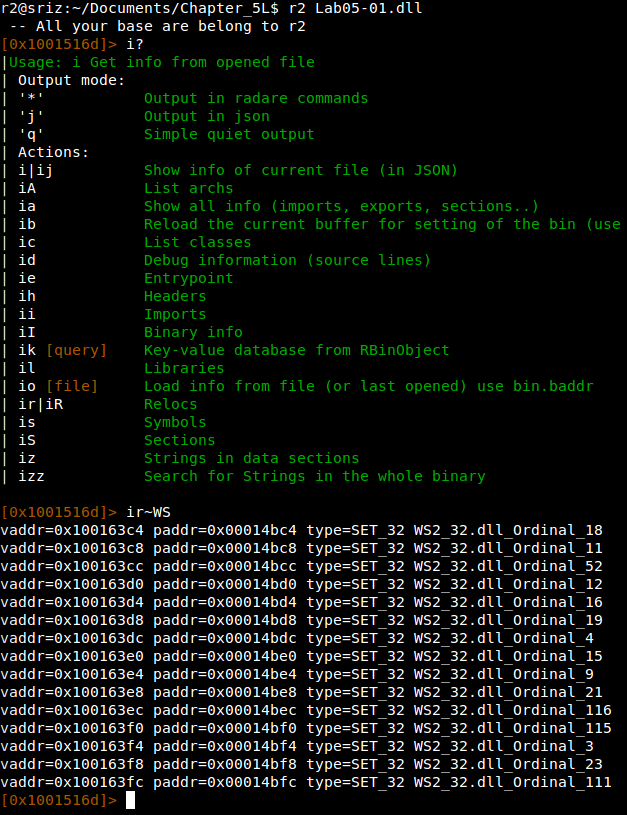 r2@sriz:~/Documents/Chapter_5L$ r2 Lab05-01.dll
 -- All your base are belong to r2
[0x1001516d]> i?
|Usage: i Get info from opened file
| Output mode:
| '*'           Output in radare commands
| 'j'           Output in json
| 'q'           Simple quiet output
| Actions:
| i|ij          Show info of current file (in JSON)
| iA            List archs
| ia            Show all info (imports, exports, sections..)
| ib            Reload the current buffer for setting of the bin (use
| ic            List classes
| id            Debug information (source lines)
| ie            Entrypoint
| ih            Headers
| ii            Imports
| iI            Binary info
| ik [query]    Key-value database from RBinObject
| il            Libraries
| io [file]     Load info from file (or last opened) use bin.baddr
| ir|iR         Relocs
| is            Symbols
| iS            Sections
| iz            Strings in data sections
| izz           Search for Strings in the whole binary
[0x1001516d]> ir~WS
vaddr=0x100163c4 paddr=0x00014bc4 type=SET_32 WS2_32.dll_Ordinal_18
vaddr=0x100163c8 paddr=0x00014bc8 type=SET_32 WS2_32.dll_Ordinal_11
vaddr=0x100163cc paddr=0x00014bcc type=SET_32 WS2_32.dll_Ordinal_52
vaddr=0x100163d0 paddr=0x00014bd0 type=SET_32 WS2_32.dll_Ordinal_12
vaddr=0x100163d4 paddr=0x00014bd4 type=SET_32 WS2_32.dll_Ordinal_16
vaddr=0x100163d8 paddr=0x00014bd8 type=SET_32 WS2_32.dll_Ordinal_19
vaddr=0x100163dc paddr=0x00014bdc type=SET_32 WS2_32.dll_Ordinal_4
vaddr=0x100163e0 paddr=0x00014be0 type=SET_32 WS2_32.dll_Ordinal_15
vaddr=0x100163e4 paddr=0x00014be4 type=SET_32 WS2_32.dll_Ordinal_9
vaddr=0x100163e8 paddr=0x00014be8 type=SET_32 WS2_32.dll_Ordinal_21
vaddr=0x100163ec paddr=0x00014bec type=SET_32 WS2_32.dll_Ordinal_116
vaddr=0x100163f0 paddr=0x00014bf0 type=SET_32 WS2_32.dll_Ordinal_115
vaddr=0x100163f4 paddr=0x00014bf4 type=SET_32 WS2_32.dll_Ordinal_3
vaddr=0x100163f8 paddr=0x00014bf8 type=SET_32 WS2_32.dll_Ordinal_23
vaddr=0x100163fc paddr=0x00014bfc type=SET_32 WS2_32.dll_Ordinal_111
[0x1001516d]>